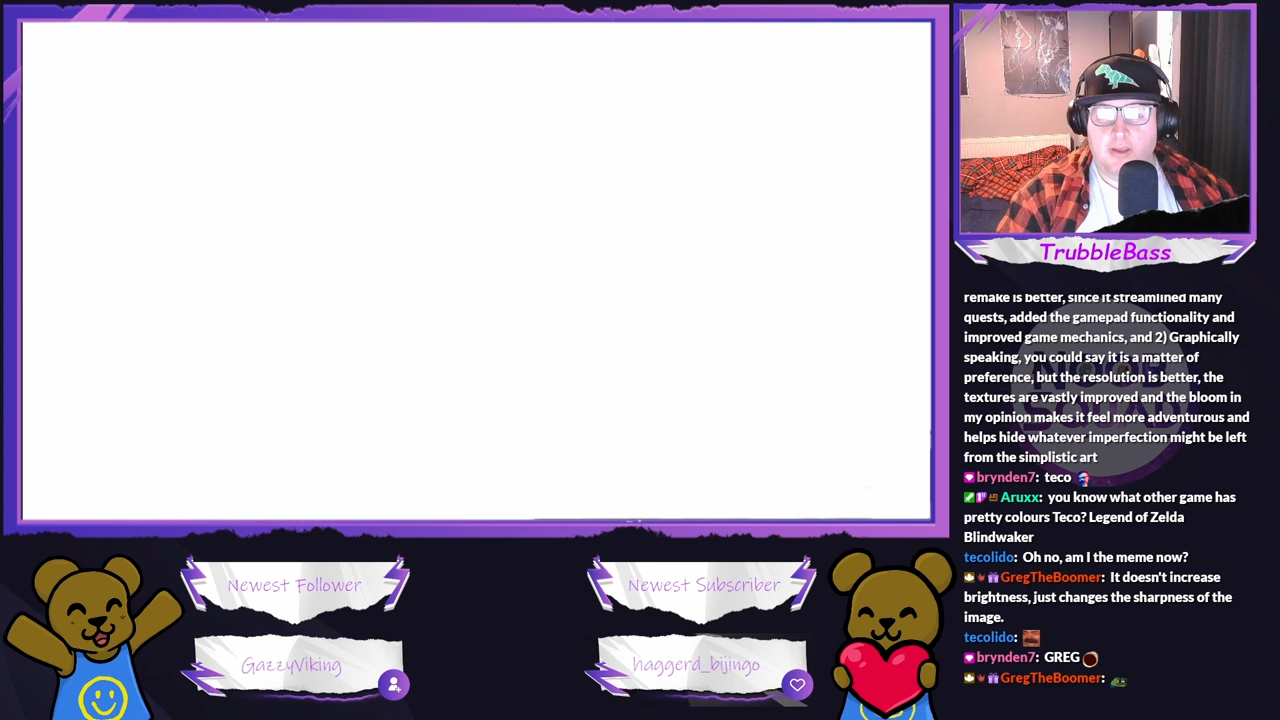 TrubbleBass
remake is better, since it streamlined many
quests, added the gamepad functionality and
improved game mechanics, and 2) Graphically
speaking, you could say it is a matter of
preference, but the resolution is better, the
textures are vastly improved and the bloom in
my opinion makes it feel more adventurous and
helps hide whatever imperfection might be left
from the simplistic art
brynden7: teco
Aruxx: you know what other game has
pretty colours Teco? Legend of Zelda
Blindwaker
tecolido: Oh no, am I the meme now?
GregTheBoomer: It doesn't increase
brightness, just changes the sharpness of the
image.
tecolido:
brynden7: GREG
GregTheBoomer:
NOOB
SQUAD
Newest Follower
GazzyViking
Newest Subscriber
haggerd_bijingo